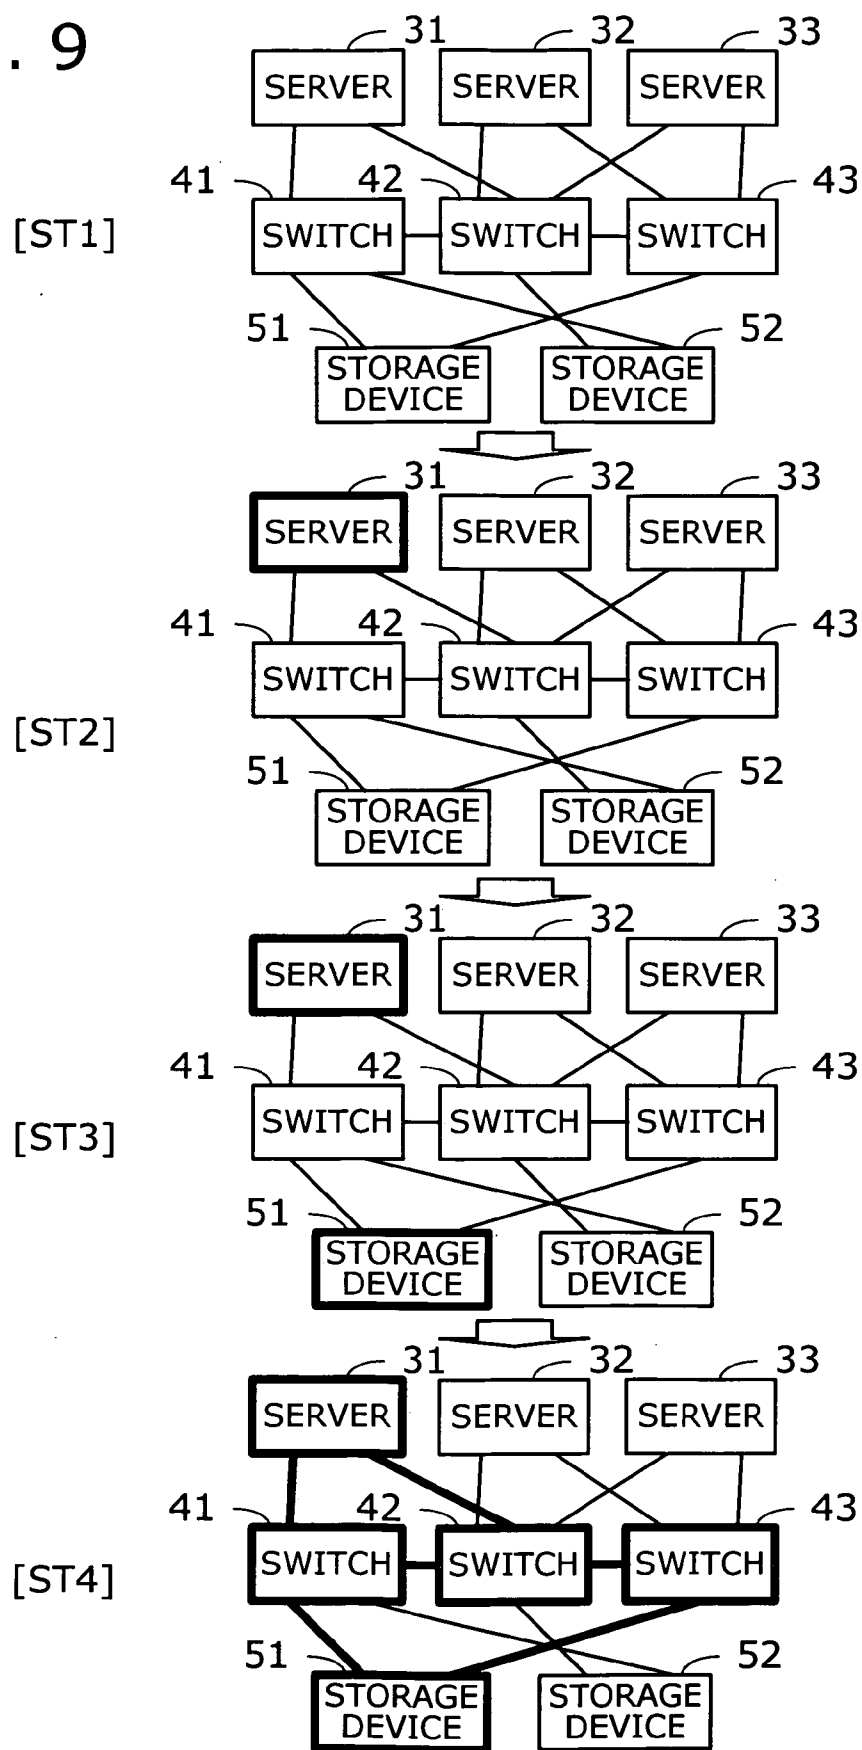 . 9
31 32 33
SERVER SERVER SERVER
41 42 43
[ST1] SWITCH SWITCH SWITCH
51 52
STORAGE DEVICE STORAGE DEVICE
31 32 33
SERVER SERVER SERVER
41 42 43
SWITCH SWITCH SWITCH
[ST2]
51 52
STORAGE DEVICE STORAGE DEVICE
31 32 33
SERVER SERVER SERVER
41 42 43
SWITCH SWITCH SWITCH
[ST3]
51 52
STORAGE DEVICE STORAGE DEVICE
31 32 33
SERVER SERVER SERVER
41 42 43
SWITCH SWITCH SWITCH
[ST4]
51 52
STORAGE DEVICE STORAGE DEVICE